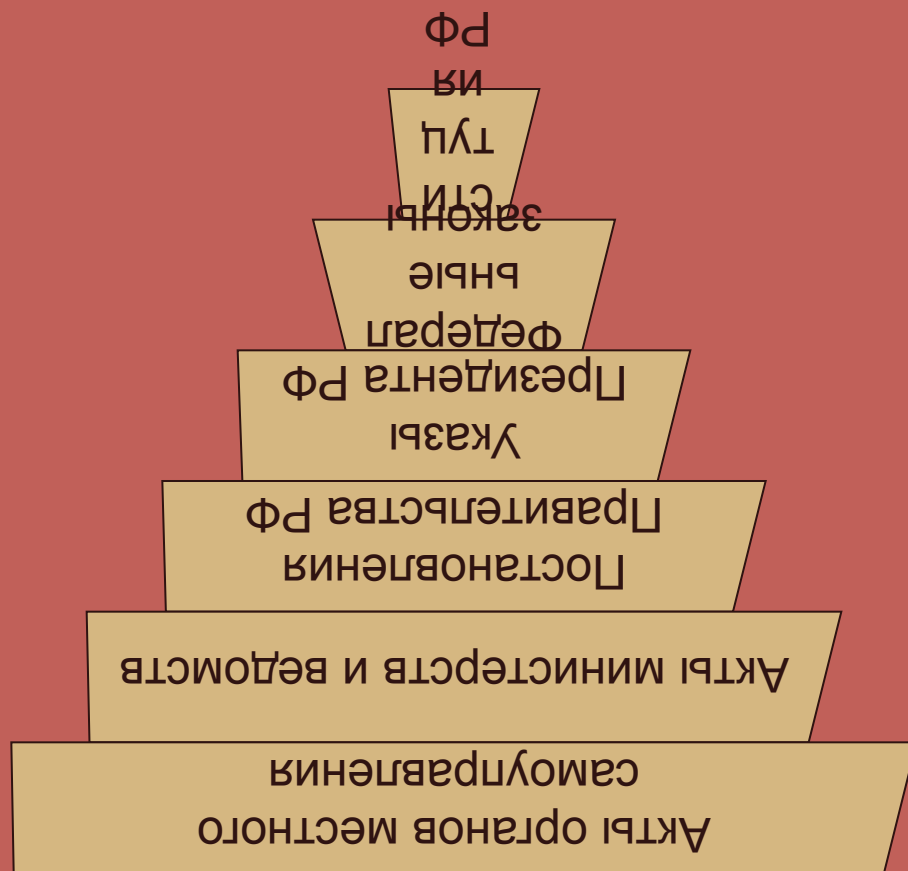 Акты органов местного
самоуправления
Акты министерств и ведомств
Постановления
Правительства РФ
Указы
Президента РФ
Федерал
ьные
законы
сти
туц
ия
РФ